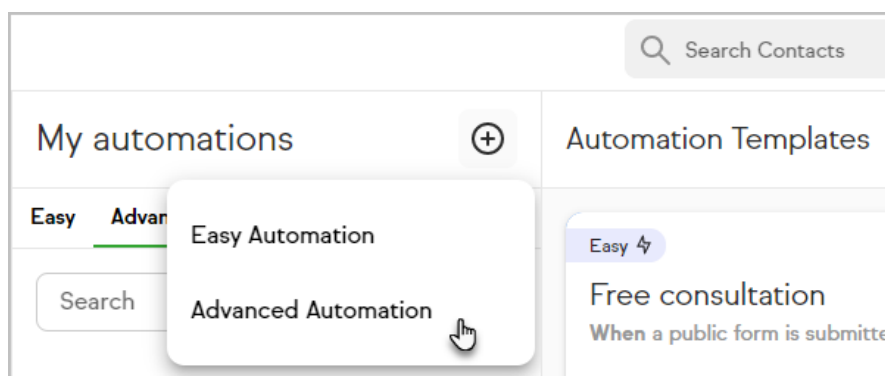 Search Contacts
My automations
Automation Templates
Easy
Easy Automation
Advanced Automation
Search
Easy
Free consultation
When a public form is